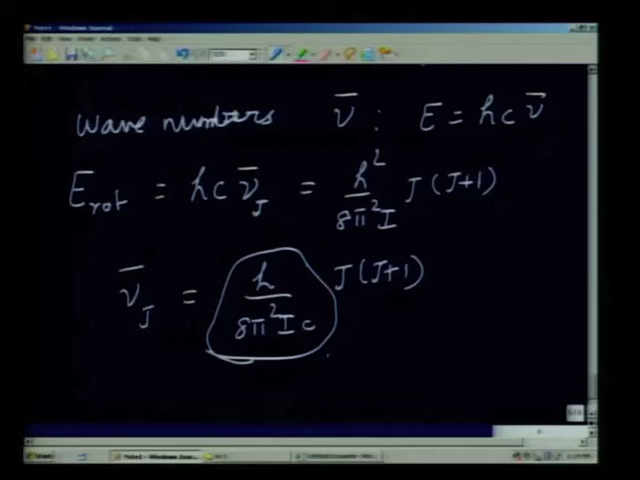 wave numbers ν̅ : E = hcν̅
E_rot = hcν̅_J = h²/8π²I J(J+1)
ν̅_J = h/8π²Ic J(J+1)